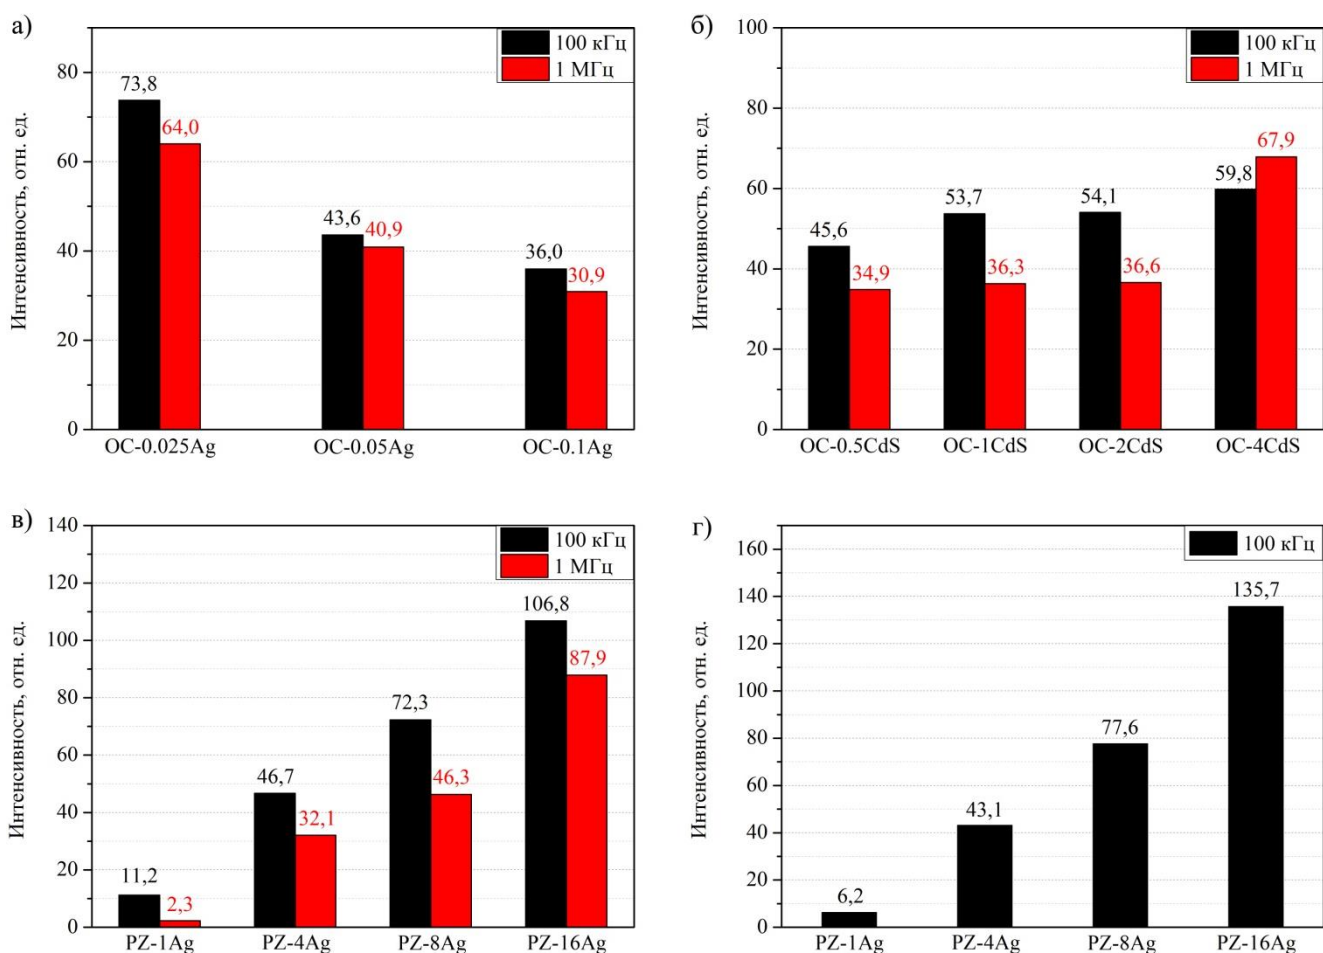 а)
100 кГц
1 МГц
Интенсивность, отн. ед.
80
60
40
20
0
73,8
64,0
43,6
40,9
36,0
30,9
OC-0.025Ag
OC-0.05Ag
OC-0.1Ag
б)
100 кГц
1 МГц
Интенсивность, отн. ед.
100
80
60
40
20
0
45,6
34,9
53,7
36,3
54,1
36,6
59,8
67,9
OC-0.5CdS
OC-1CdS
OC-2CdS
OC-4CdS
в)
100 кГц
1 МГц
Интенсивность, отн. ед.
140
120
100
80
60
40
20
0
11,2
2,3
46,7
32,1
72,3
46,3
106,8
87,9
PZ-1Ag
PZ-4Ag
PZ-8Ag
PZ-16Ag
г)
100 кГц
Интенсивность, отн. ед.
160
140
120
100
80
60
40
20
0
6,2
43,1
77,6
135,7
PZ-1Ag
PZ-4Ag
PZ-8Ag
PZ-16Ag